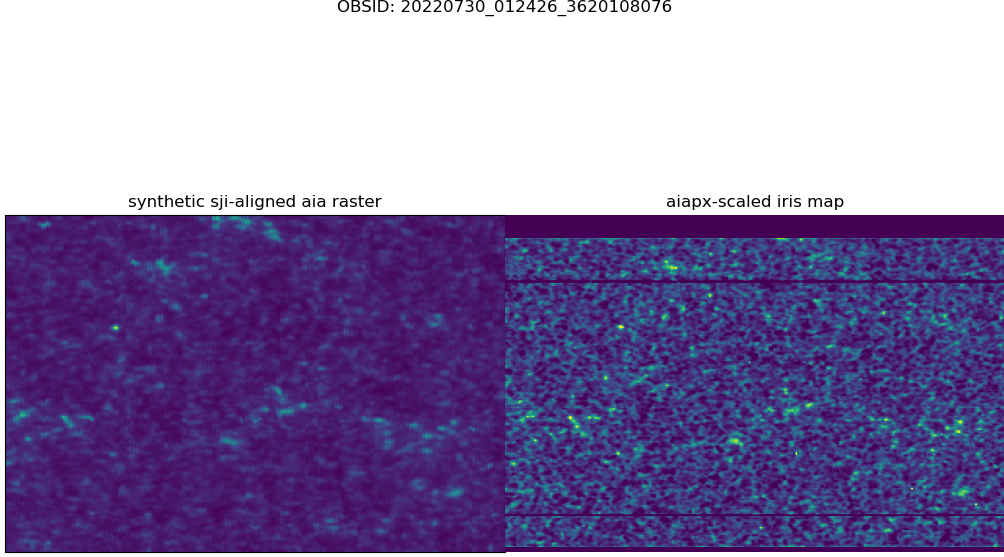 OBSID: 20220730_012426_3620108076
synthetic sji-aligned aia raster
aiapx-scaled iris map